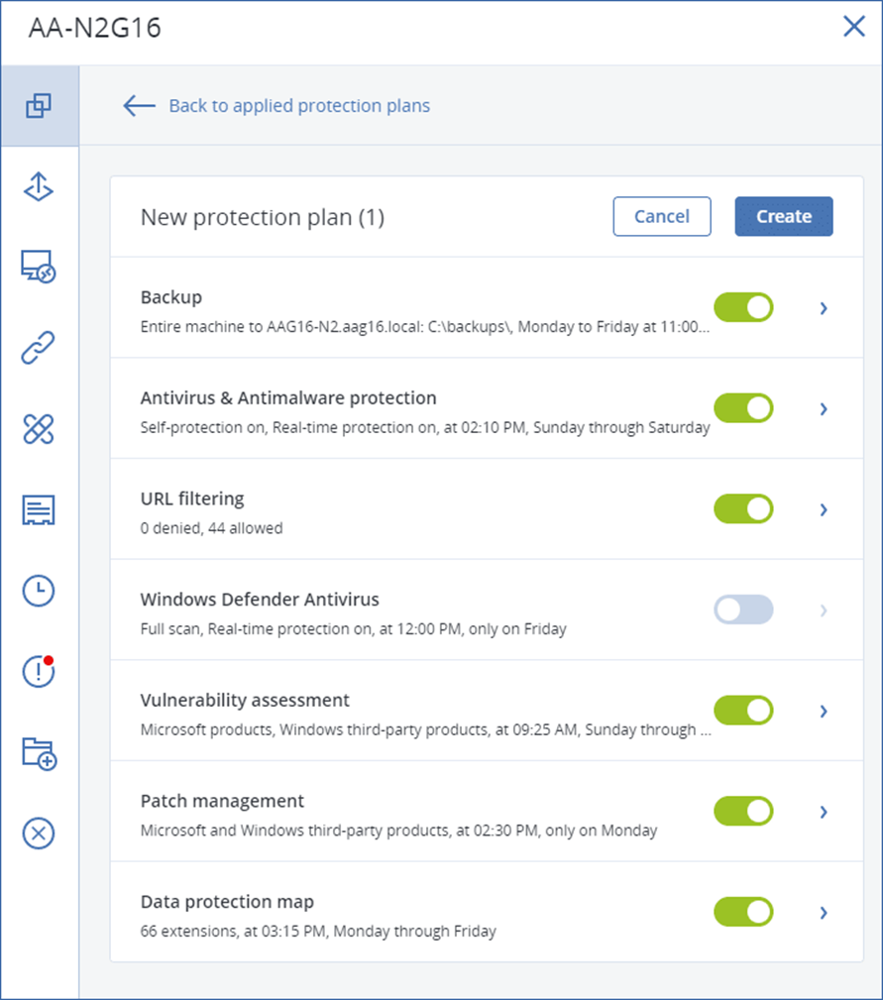 AA-N2G16
Back to applied protection plans
New protection plan (1)
Cancel
Create
Backup
Entire machine to AAG16-N2.aag16.local: C:\backups\, Monday to Friday at 11:00...
Antivirus & Antimalware protection
Self-protection on, Real-time protection on, at 02:10 PM, Sunday through Saturday
URL filtering
0 denied, 44 allowed
Windows Defender Antivirus
Full scan, Real-time protection on, at 12:00 PM, only on Friday
Vulnerability assessment
Microsoft products, Windows third-party products, at 09:25 AM, Sunday through ...
Patch management
Microsoft and Windows third-party products, at 02:30 PM, only on Monday
Data protection map
66 extensions, at 03:15 PM, Monday through Friday